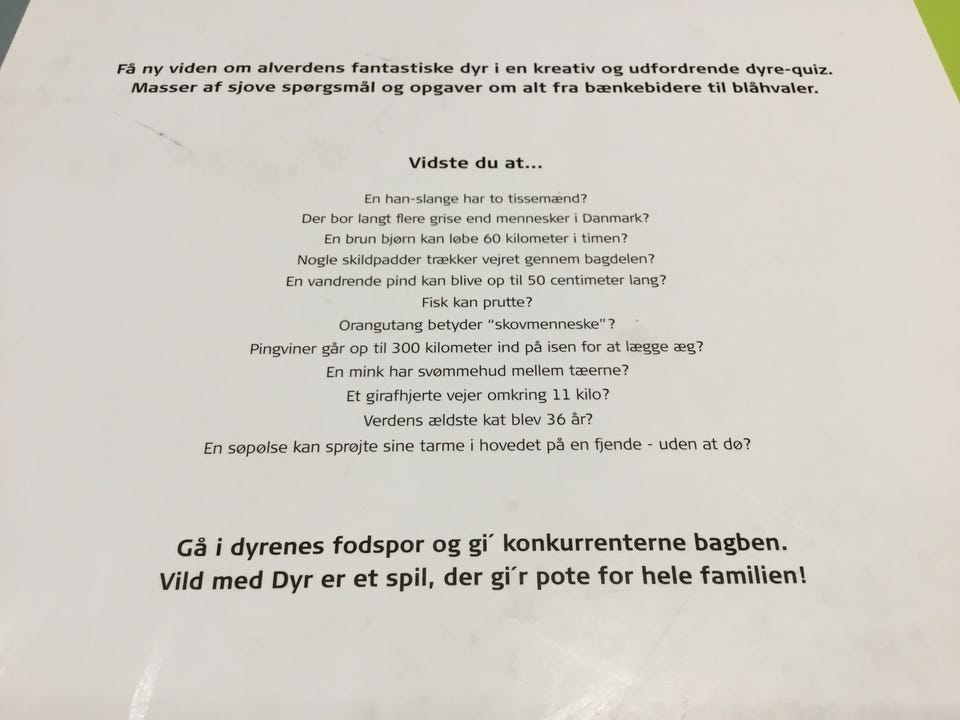 Få ny viden om alverdens fantastiske dyr i en kreativ og udfordrende dyre-quiz.
Masser af sjove spørgsmål og opgaver om alt fra bænkebidere til blåhvaler.
Vidste du at...
En han-slange har to tissemænd?
Der bor langt flere grise end mennesker i Danmark?
En brun bjørn kan løbe 60 kilometer i timen?
Nogle skildpadder trækker vejret gennem bagdelen?
En vandrende pind kan blive op til 50 centimeter lang?
Fisk kan prutte?
Orangutang betyder "skovmenneske"?
Pingviner går op til 300 kilometer ind på isen for at lægge æg?
En mink har svømmehud mellem tæerne?
Et girafhjerte vejer omkring 11 kilo?
Verdens ældste kat blev 36 år?
En søpølse kan sprøjte sine tarme i hovedet på en fjende - uden at dø?
Gå i dyrenes fodspor og gi´ konkurrenterne bagben.
Vild med Dyr er et spil, der gi´r pote for hele familien!